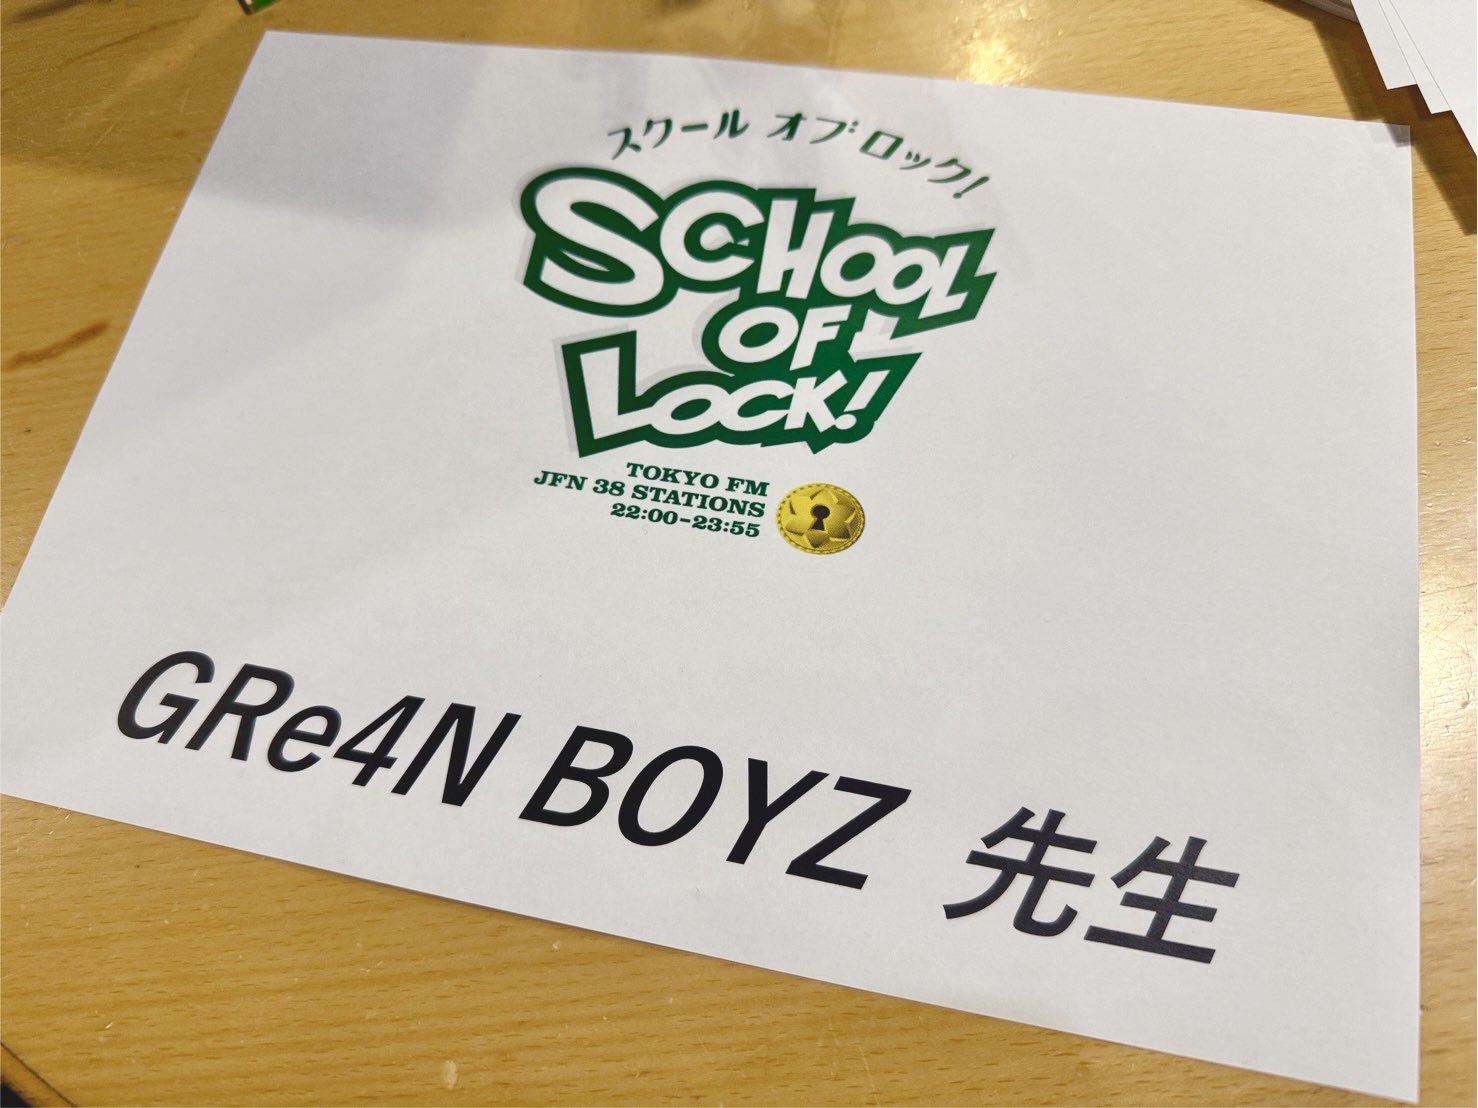 スクール オブ ロック!
SCHOOL
OF
LOCK!
TOKYO FM
JFN 38 STATIONS
22:00-23:55
GRe4N BOYZ 先生